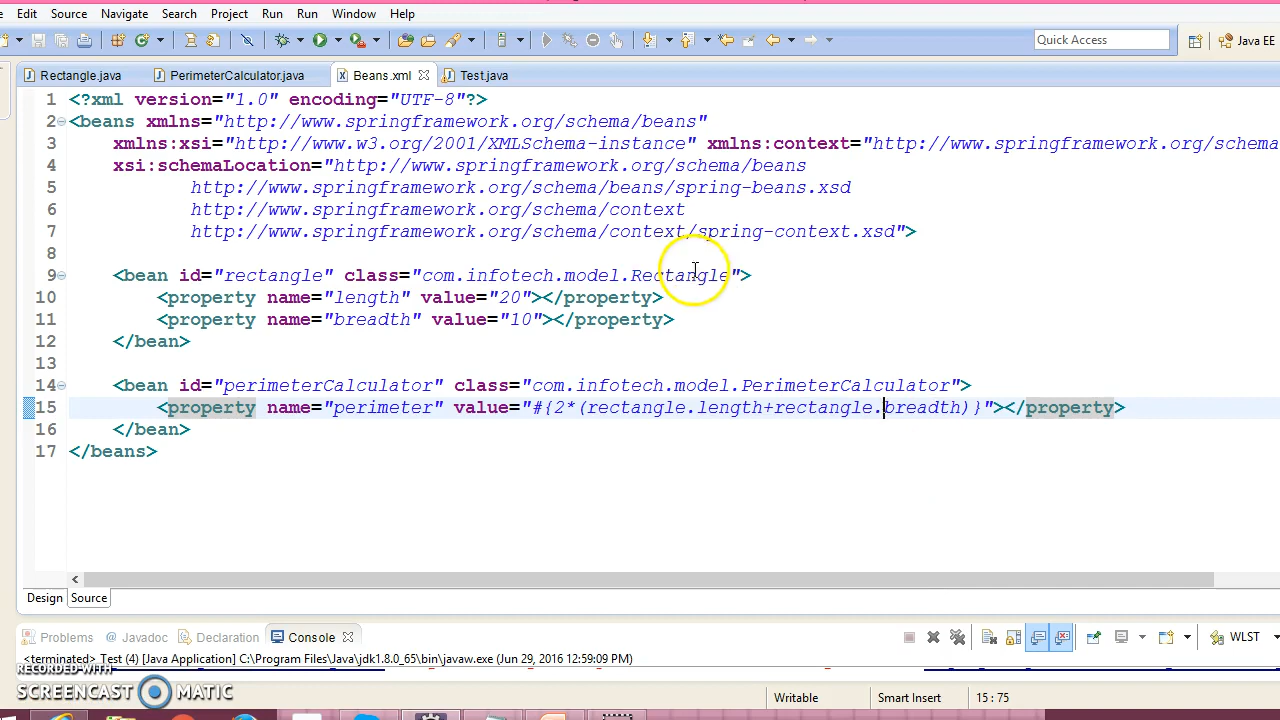 Edit Source Navigate Search Project Run Run Window Help
Quick Access Java EE
Rectangle.java PerimeterCalculator.java Beans.xml Test.java
1 <?xml version="1.0" encoding="UTF-8"?>
2 <beans xmlns="http://www.springframework.org/schema/beans"
3 xmlns:xsi="http://www.w3.org/2001/XMLSchema-instance" xmlns:context="http://www.springframework.org/schema
4 xsi:schemaLocation="http://www.springframework.org/schema/beans
5 http://www.springframework.org/schema/beans/spring-beans.xsd
6 http://www.springframework.org/schema/context
7 http://www.springframework.org/schema/context/spring-context.xsd">
8
9 <bean id="rectangle" class="com.infotech.model.Rectangle">
10 <property name="length" value="20"></property>
11 <property name="breadth" value="10"></property>
12 </bean>
13
14 <bean id="perimeterCalculator" class="com.infotech.model.PerimeterCalculator">
15 <property name="perimeter" value="#{2*(rectangle.length+rectangle.breadth)}"></property>
16 </bean>
17 </beans>
Design Source
Problems @ Javadoc Declaration Console WLST
<terminated> Test (4) [Java Application] C:\Program Files\Java\jdk1.8.0_65\bin\javaw.exe (Jun 29, 2016 12:59:09 PM)
RECORDED WITH
SCREENCAST MATIC
Writable Smart Insert 15 : 75